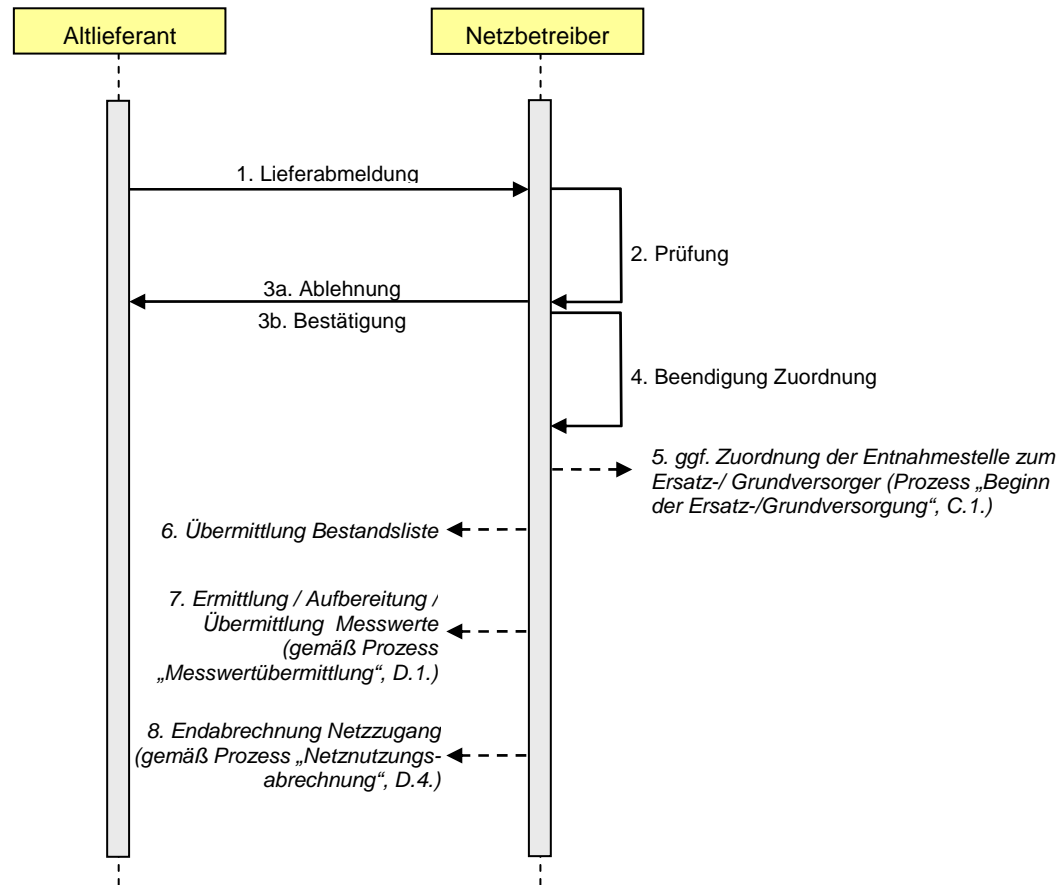 Altlieferant
Netzbetreiber
1. Lieferabmeldung
2. Prüfung
3a. Ablehnung
3b. Bestätigung
4. Beendigung Zuordnung
5. ggf. Zuordnung der Entnahmestelle zum
Ersatz-/ Grundversorger (Prozess „Beginn
der Ersatz-/Grundversorgung“, C.1.)
6. Übermittlung Bestandsliste
7. Ermittlung / Aufbereitung /
Übermittlung Messwerte
(gemäß Prozess
„Messwertübermittlung“, D.1.)
8. Endabrechnung Netzzugang
(gemäß Prozess „Netznutzungs-
abrechnung“, D.4.)